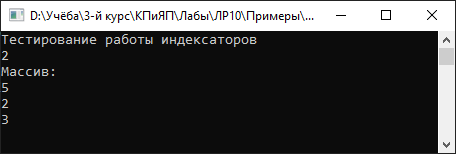 D:\Учёба\3-й курс\КПиЯП\Лабы\ЛР10\Примеры\...
Тестирование работы индексаторов
2
Массив:
5
2
3